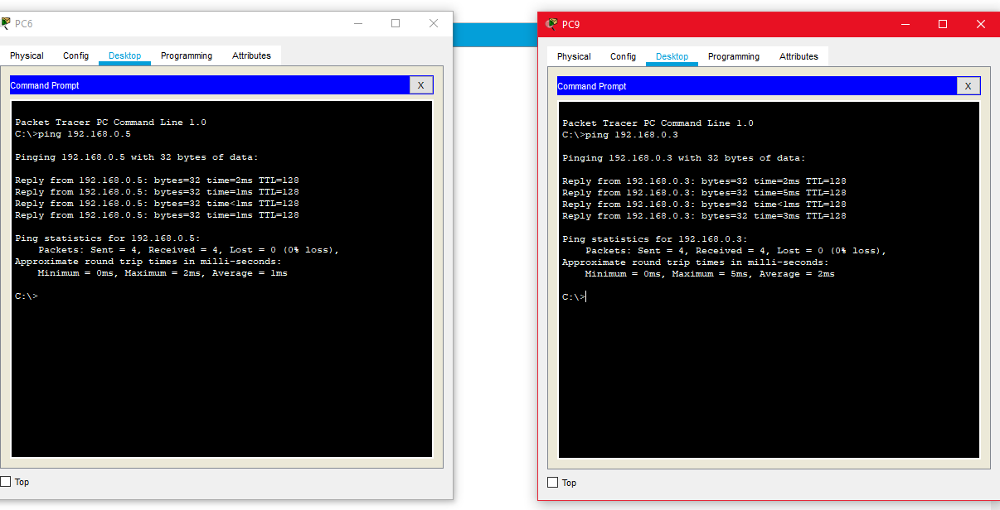 PC6
Physical Config Desktop Programming Attributes
Command Prompt X
Packet Tracer PC Command Line 1.0
C:\>ping 192.168.0.5
Pinging 192.168.0.5 with 32 bytes of data:
Reply from 192.168.0.5: bytes=32 time=2ms TTL=128
Reply from 192.168.0.5: bytes=32 time=1ms TTL=128
Reply from 192.168.0.5: bytes=32 time<1ms TTL=128
Reply from 192.168.0.5: bytes=32 time=1ms TTL=128
Ping statistics for 192.168.0.5:
Packets: Sent = 4, Received = 4, Lost = 0 (0% loss),
Approximate round trip times in milli-seconds:
Minimum = 0ms, Maximum = 2ms, Average = 1ms
C:\>
Top
PC9
Physical Config Desktop Programming Attributes
Command Prompt X
Packet Tracer PC Command Line 1.0
C:\>ping 192.168.0.3
Pinging 192.168.0.3 with 32 bytes of data:
Reply from 192.168.0.3: bytes=32 time=2ms TTL=128
Reply from 192.168.0.3: bytes=32 time=5ms TTL=128
Reply from 192.168.0.3: bytes=32 time<1ms TTL=128
Reply from 192.168.0.3: bytes=32 time=3ms TTL=128
Ping statistics for 192.168.0.3:
Packets: Sent = 4, Received = 4, Lost = 0 (0% loss),
Approximate round trip times in milli-seconds:
Minimum = 0ms, Maximum = 5ms, Average = 2ms
C:\>
Top